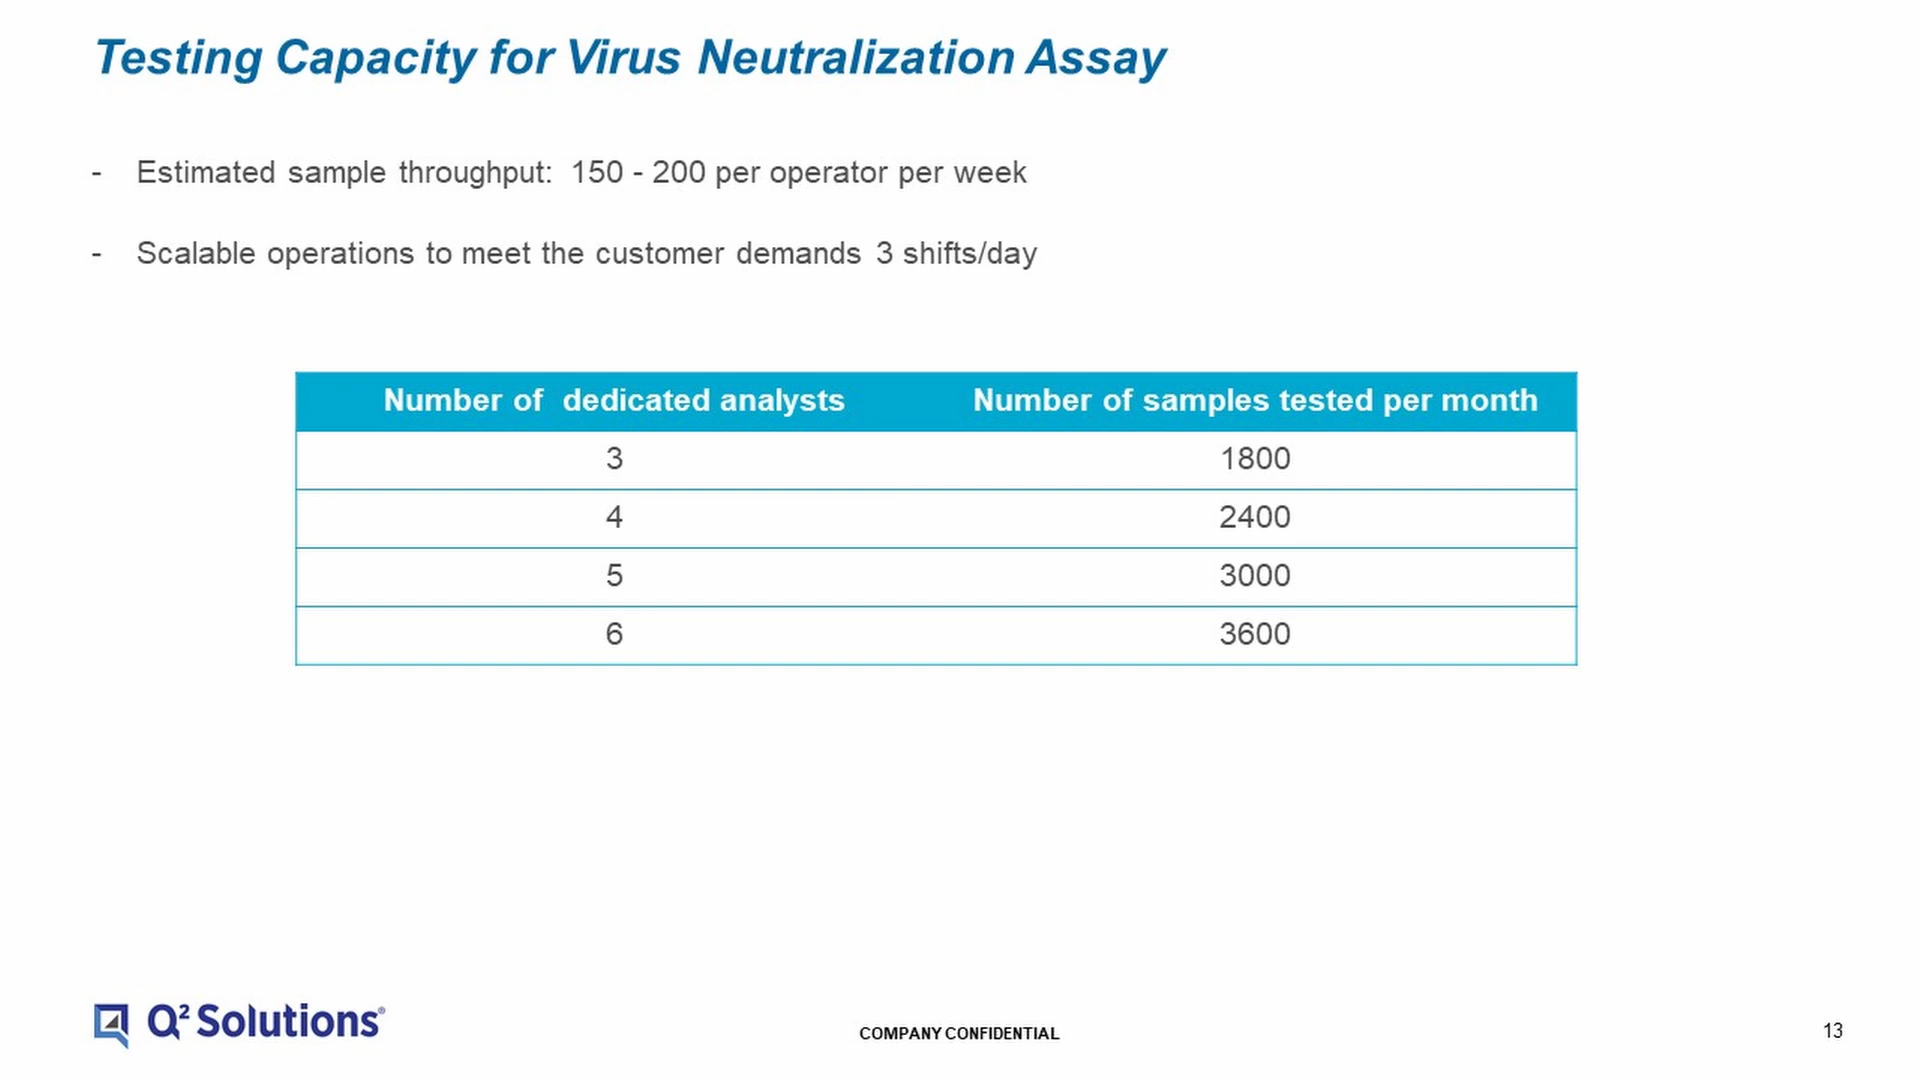 Testing Capacity for Virus Neutralization Assay
- Estimated sample throughput: 150 - 200 per operator per week
- Scalable operations to meet the customer demands 3 shifts/day
Number of dedicated analysts Number of samples tested per month
3 1800
4 2400
5 3000
6 3600
Q² Solutions®
COMPANY CONFIDENTIAL
13